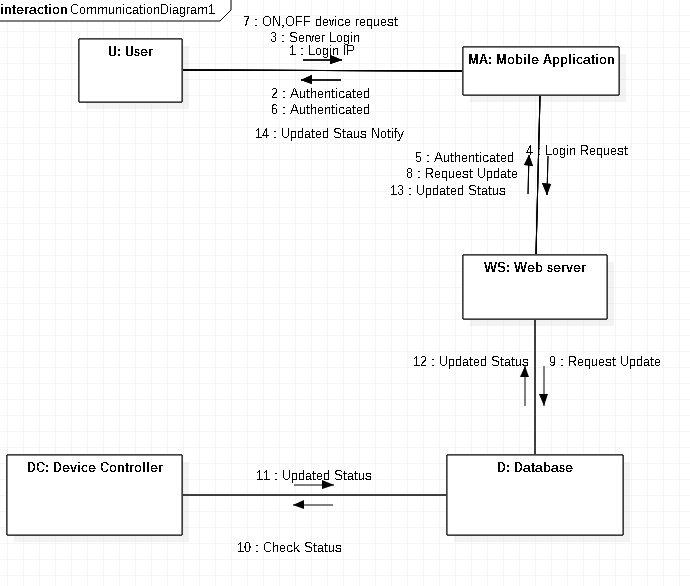 interaction CommunicationDiagram1
7 : ON,OFF device request
3 : Server Login
1 : Login IP
U: User
MA: Mobile Application
2 : Authenticated
6 : Authenticated
14 : Updated Staus Notify
4 : Login Request
5 : Authenticated
8 : Request Update
13 : Updated Status
WS: Web server
12 : Updated Status
9 : Request Update
DC: Device Controller
11 : Updated Status
D: Database
10 : Check Status